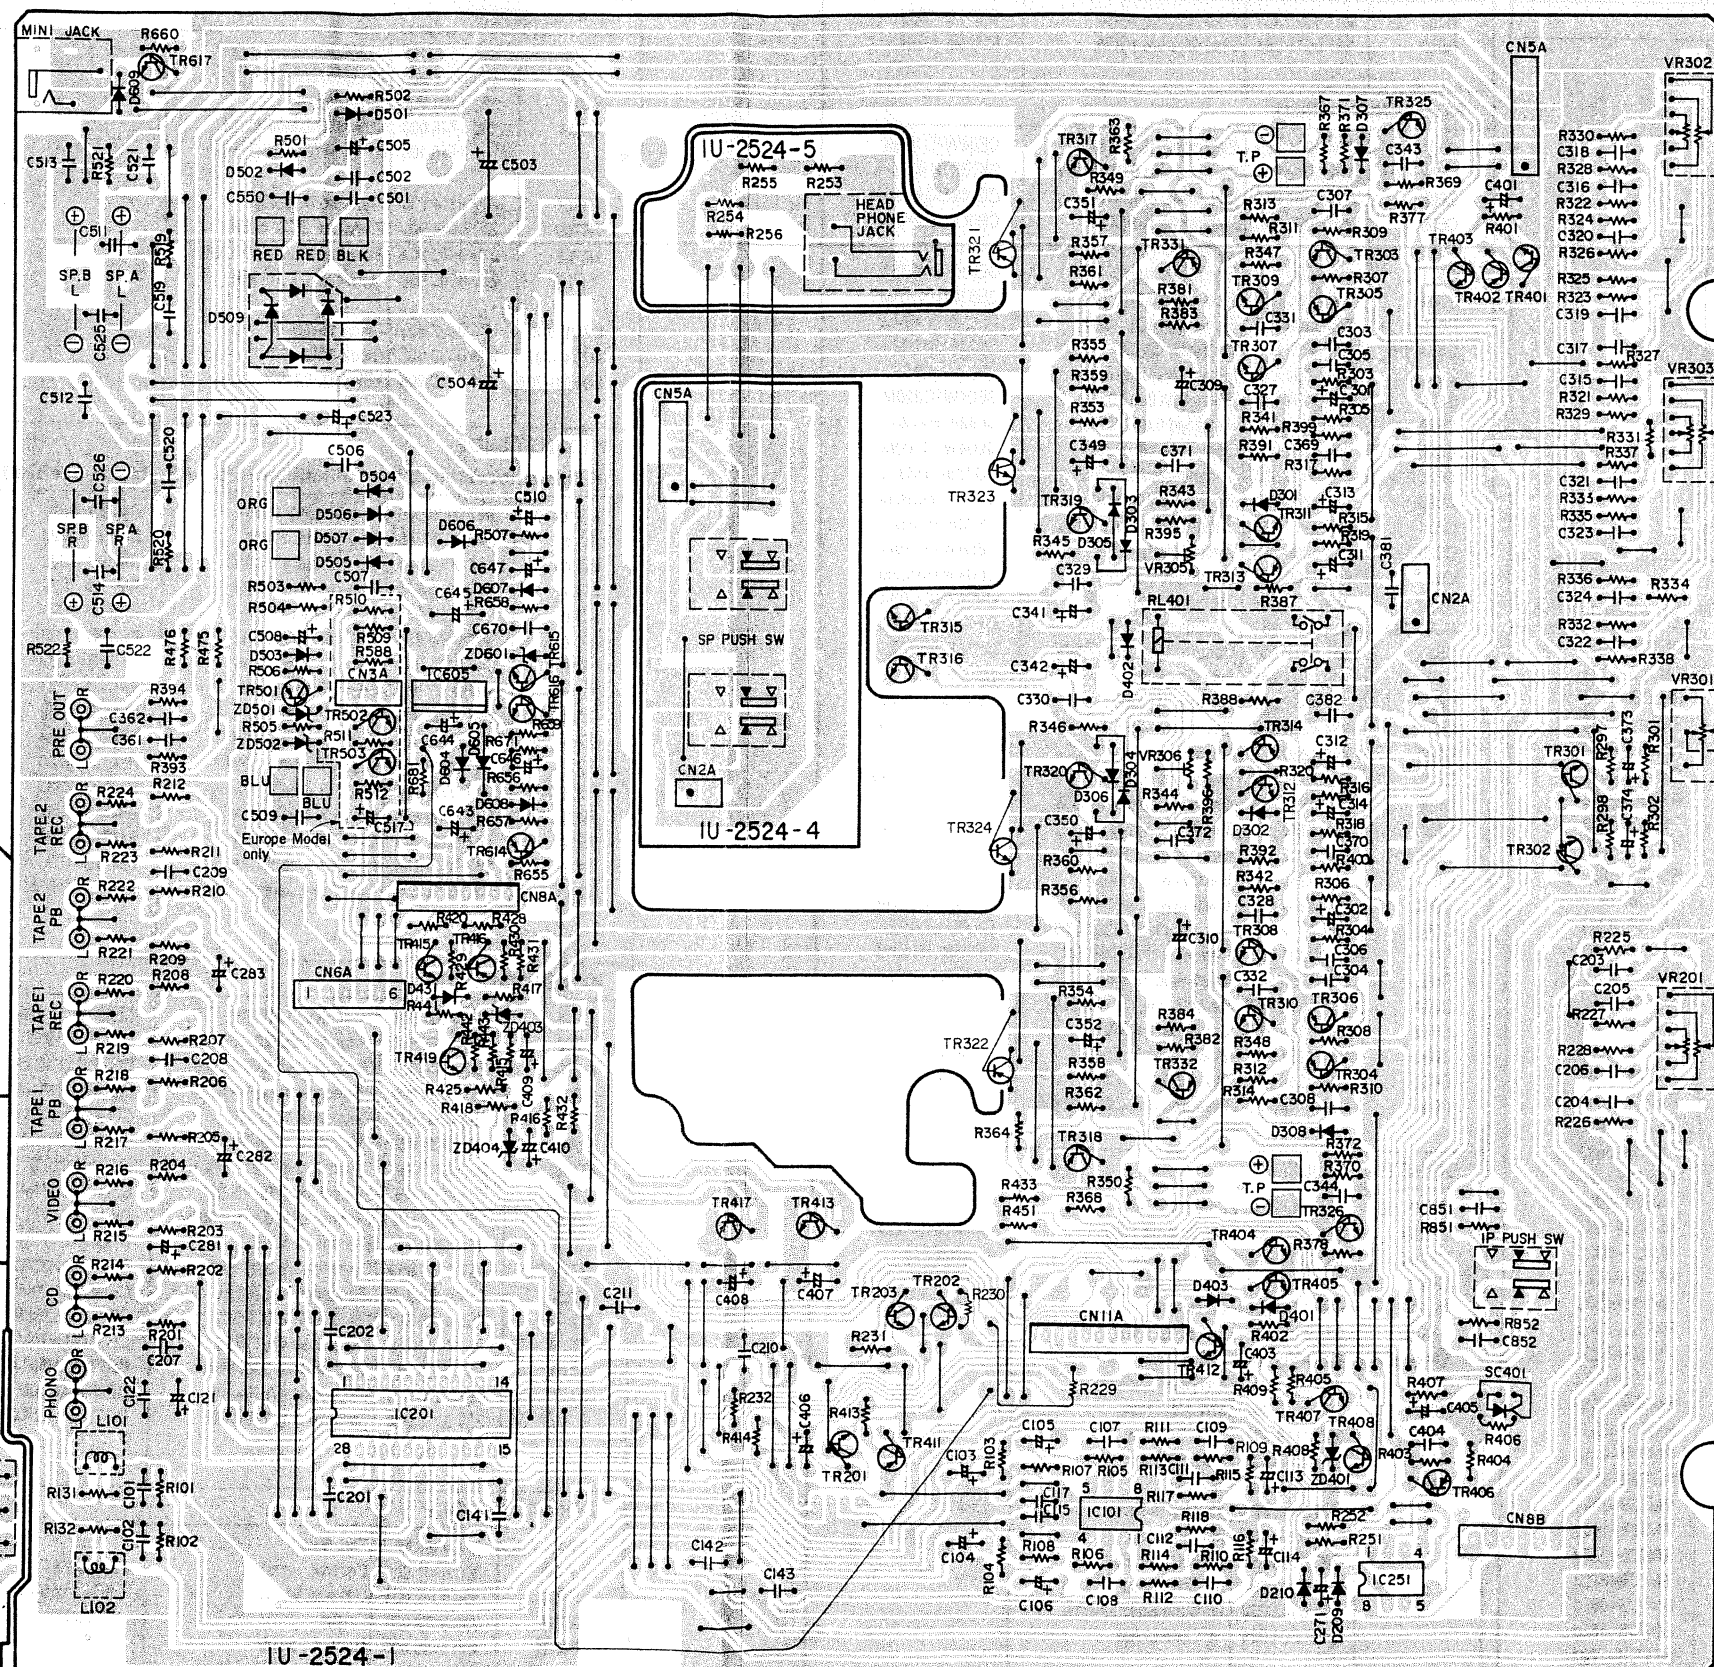 MINI JACK
R660
TR617
D609
R502
D501
R501
C505
D502
C502
C550
C501
C503
C513
R521
C521
C511
R519
SP.B
L
SP.A
L
C519
C525
RED
RED
BLK
D509
C504
C512
C523
C520
C506
C526
D504
ORG
D506
D507
D505
ORG
C507
SP.B
R
SP.A
R
R520
C514
R503
R510
R504
C508
R509
D503
R588
R506
R522
C522
R476
R475
TR501
CN3A
IC605
ZD501
TR502
R505
R511
ZD502
TR503
C510
D606
R507
C647
D607
C645
R658
C670
ZD601
TR615
TR616
C644
D605
D604
R681
R656
D608
R657
C643
TR614
R655
PRE OUT
R
L
R394
C362
C361
R393
BLU
BLU
R512
C509
C517
Europe Model
only
TAPE2
REC
R
L
R224
R212
R223
R211
C209
TAPE2
PB
R
L
R222
R210
R221
R209
TAPE1
REC
R
L
R220
R208
R219
R207
C208
C283
TAPE1
PB
R
L
R218
R206
R217
R205
C282
VIDEO
R
L
R216
R204
R215
R203
C281
CD
R
L
R214
R202
R213
R201
C207
PHONO
R
L
C122
C121
L101
R131
C101
R101
R132
C102
R102
L102
CN8A
R420
R428
TR415
TR416
R430
R431
R429
CN6A
1
6
D431
R441
R417
ZD403
R442
TR419
R415
C409
R425
R418
R416
R432
ZD404
C410
C202
1
14
IC201
28
15
C201
C141
C211
IU-2524-1
IU-2524-5
R255
R253
R254
R256
HEAD
PHONE
JACK
CN5A
SP PUSH SW
CN2A
IU-2524-4
TR321
TR323
TR315
TR316
TR324
TR322
TR417
TR413
C408
C407
TR203
TR202
R230
R231
C210
R232
R229
R414
C406
R413
TR201
TR411
C142
C143
C103
C104
R103
R104
TR317
R363
R349
C351
R357
R361
TR331
R381
R383
R355
R359
C309
R353
C349
C371
TR319
D303
R343
D305
R395
R345
VR305
C329
C341
RL401
C342
D402
C330
R388
C382
R346
TR320
D304
VR306
D306
R344
R396
C350
C372
R360
R356
C310
R354
C352
R384
R382
R358
TR332
R362
R364
TR318
R350
R433
R451
R368
T.P
R367
R371
D307
TR325
C343
R369
R377
R313
C307
R311
R309
R347
TR303
TR309
R307
TR305
C331
C303
TR307
C305
R303
C301
C327
R305
R341
R399
R391
C369
R317
D301
C313
TR311
R315
R319
C311
TR313
R387
C381
CN2A
TR314
C312
R320
TR312
R316
C314
D302
R318
C370
R392
R400
R342
R306
C328
C302
R304
TR308
C306
C332
C304
TR310
TR306
R308
R348
TR304
R312
R310
R314
C308
D308
R372
R370
T.P
C344
TR326
TR404
R378
D403
TR405
D401
CN11A
R402
TR412
C403
R409
R405
TR407
TR408
R407
C405
SC401
R406
R403
C404
R404
R408
ZD401
TR406
C105
C107
R111
C109
R107
R105
R113
C111
R109
R115
C113
C117
C115
5
8
IC101
4
1
R117
R118
C112
R116
R108
R106
R114
R110
C114
C106
C108
R112
C110
R252
R251
1
4
IC251
8
5
D210
C271
D209
CN8B
CN5A
VR302
R330
C318
R328
C316
R322
R324
C320
R326
C401
R401
TR403
TR402
TR401
R325
R323
C319
C317
R327
C315
R321
R329
VR303
R331
R337
C321
R333
R335
C323
R336
R334
C324
R332
C322
R338
VR301
TR301
R297
C373
R301
TR302
R298
C374
R302
R225
C203
C205
R227
VR201
R228
C206
C204
R226
C851
R851
IP PUSH SW
R852
C852